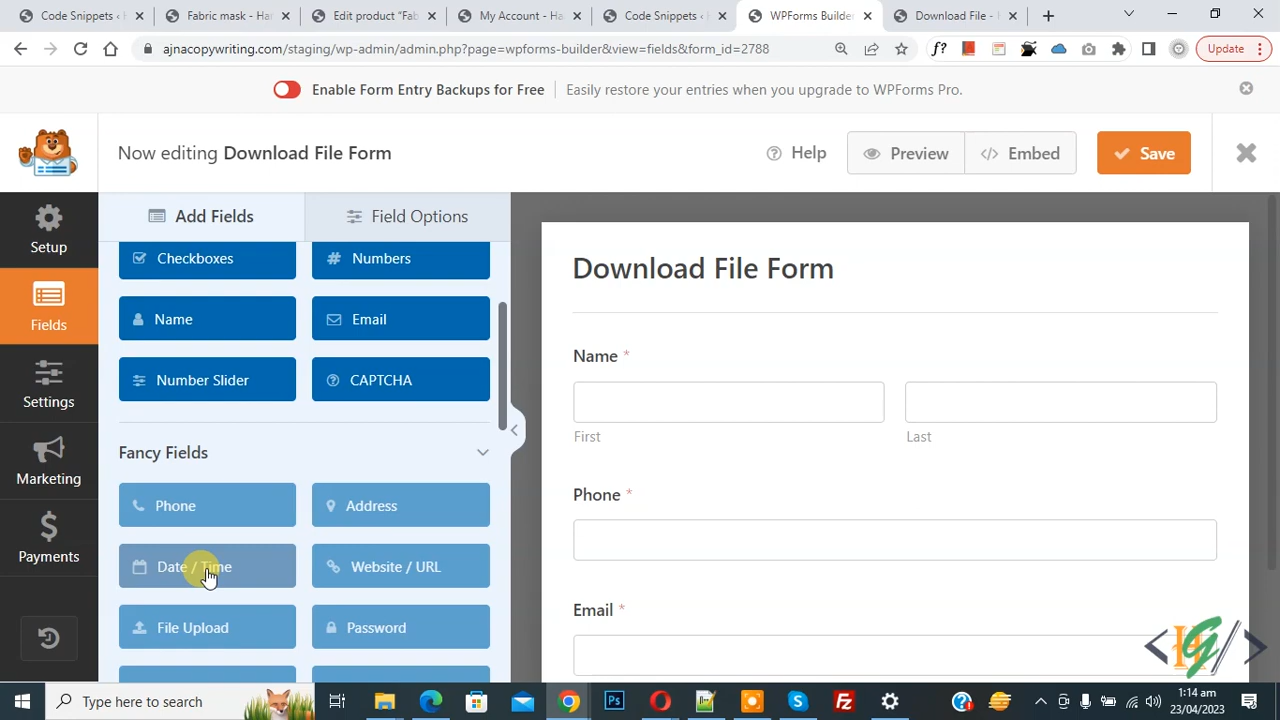 Code Snippets ‹
Fabric mask - Ha
Edit product “Fab
My Account - Ha
Code Snippets ‹
WPForms Builder
Download File - 
ajnacopywriting.com/staging/wp-admin/admin.php?page=wpforms-builder&view=fields&form_id=2788
f?
Update
Enable Form Entry Backups for Free
Easily restore your entries when you upgrade to WPForms Pro.
Now editing Download File Form
Help
Preview
Embed
Save
Setup
Fields
Settings
Marketing
Payments
Add Fields
Field Options
Checkboxes
Numbers
Name
Email
Number Slider
CAPTCHA
Fancy Fields
Phone
Address
Date / Time
Website / URL
File Upload
Password
Download File Form
Name *
First
Last
Phone *
Email *
Type here to search
1:14 am
23/04/2023